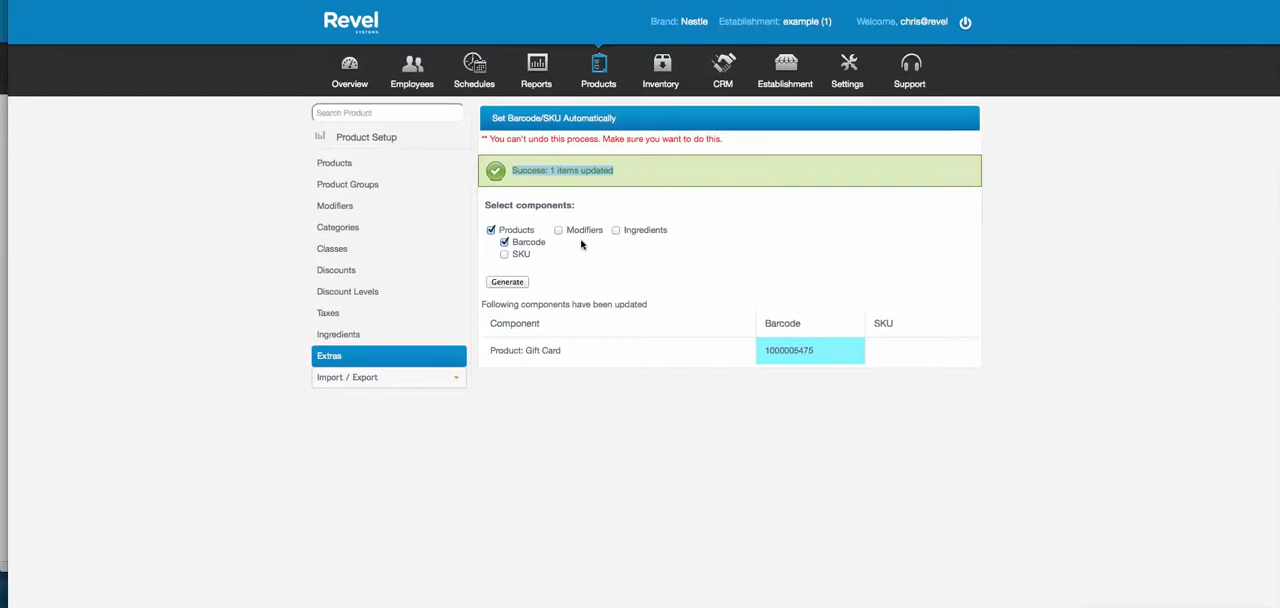 Revel
SYSTEMS
Brand: Nestle Establishment: example (1) Welcome, chris@revel
Overview Employees Schedules Reports Products Inventory CRM Establishment Settings Support
Search Product
Product Setup
Products
Product Groups
Modifiers
Categories
Classes
Discounts
Discount Levels
Taxes
Ingredients
Extras
Import / Export
Set Barcode/SKU Automatically
** You can't undo this process. Make sure you want to do this.
Success: 1 items updated
Select components:
Products Modifiers Ingredients
Barcode
SKU
Generate
Following components have been updated
Component Barcode SKU
Product: Gift Card 1000005475